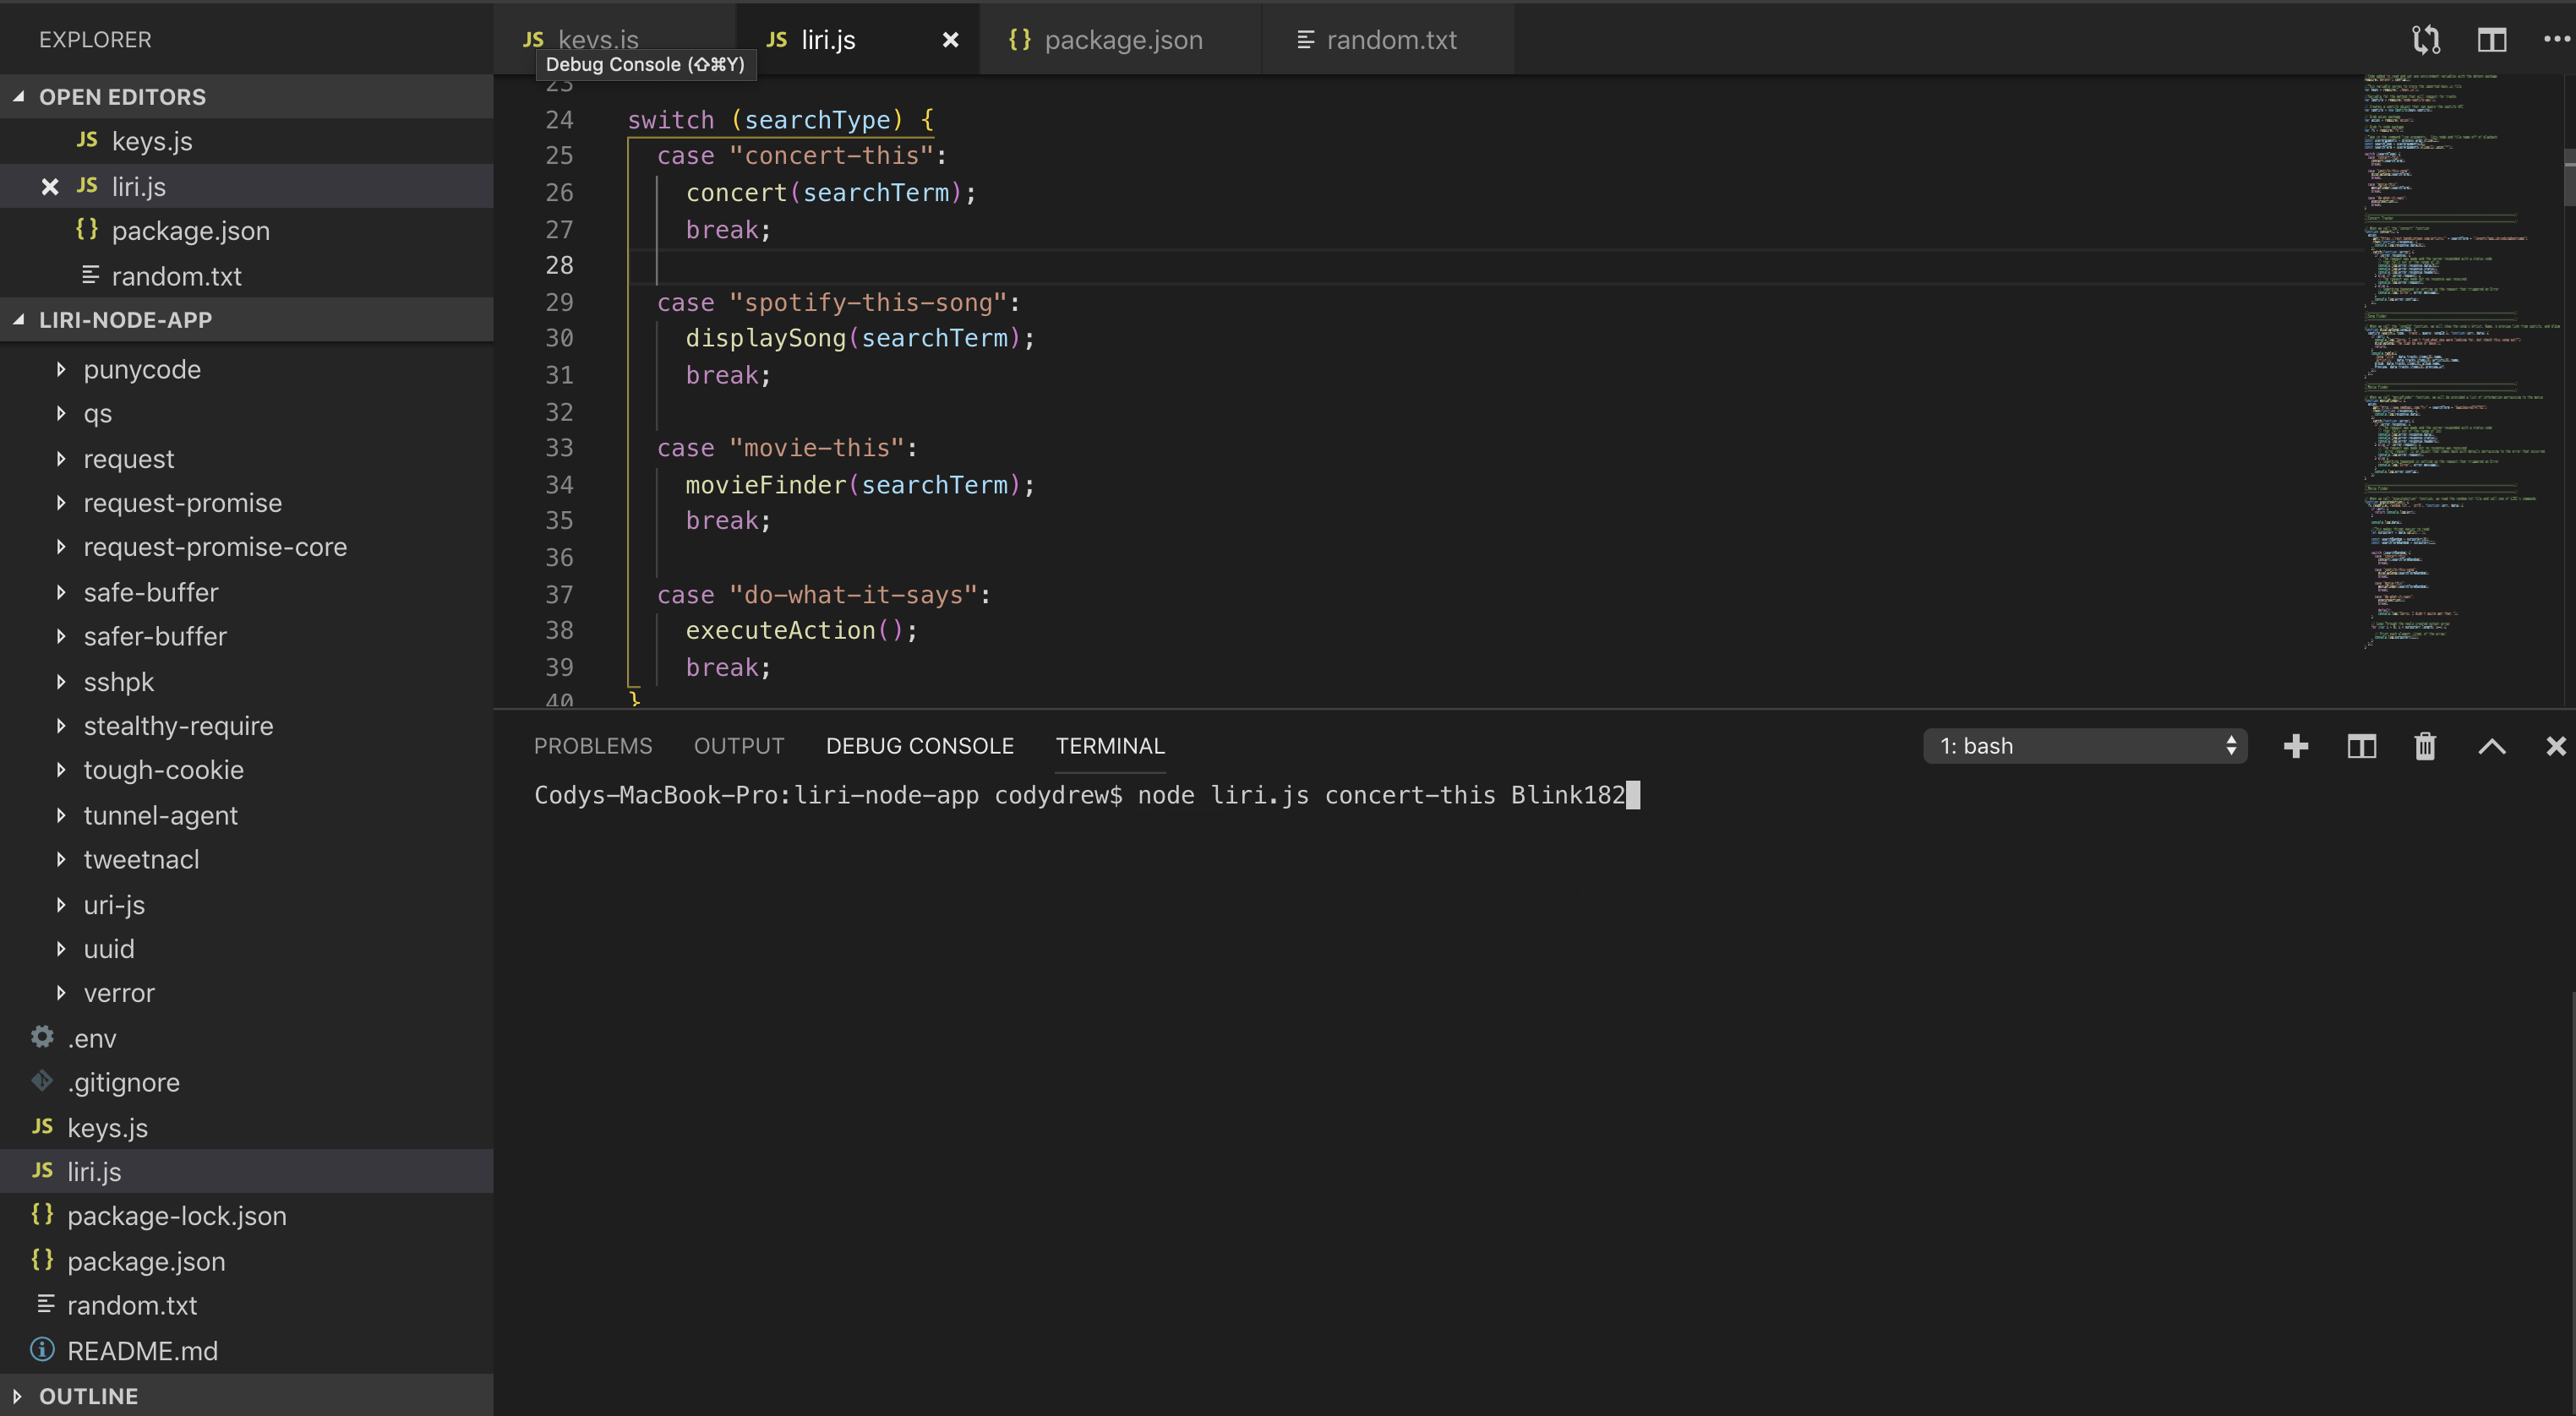 EXPLORER
OPEN EDITORS
JS keys.js
JS liri.js
{} package.json
random.txt
LIRI-NODE-APP
punycode
qs
request
request-promise
request-promise-core
safe-buffer
safer-buffer
sshpk
stealthy-require
tough-cookie
tunnel-agent
tweetnacl
uri-js
uuid
verror
.env
.gitignore
JS keys.js
JS liri.js
{} package-lock.json
{} package.json
random.txt
README.md
OUTLINE
JS keys.js
JS liri.js
{} package.json
random.txt
Debug Console (⇧⌘Y)
23
24 switch (searchType) {
25 case "concert-this":
26 concert(searchTerm);
27 break;
28
29 case "spotify-this-song":
30 displaySong(searchTerm);
31 break;
32
33 case "movie-this":
34 movieFinder(searchTerm);
35 break;
36
37 case "do-what-it-says":
38 executeAction();
39 break;
40 }
PROBLEMS OUTPUT DEBUG CONSOLE TERMINAL
1: bash
Codys-MacBook-Pro:liri-node-app codydrew$ node liri.js concert-this Blink182